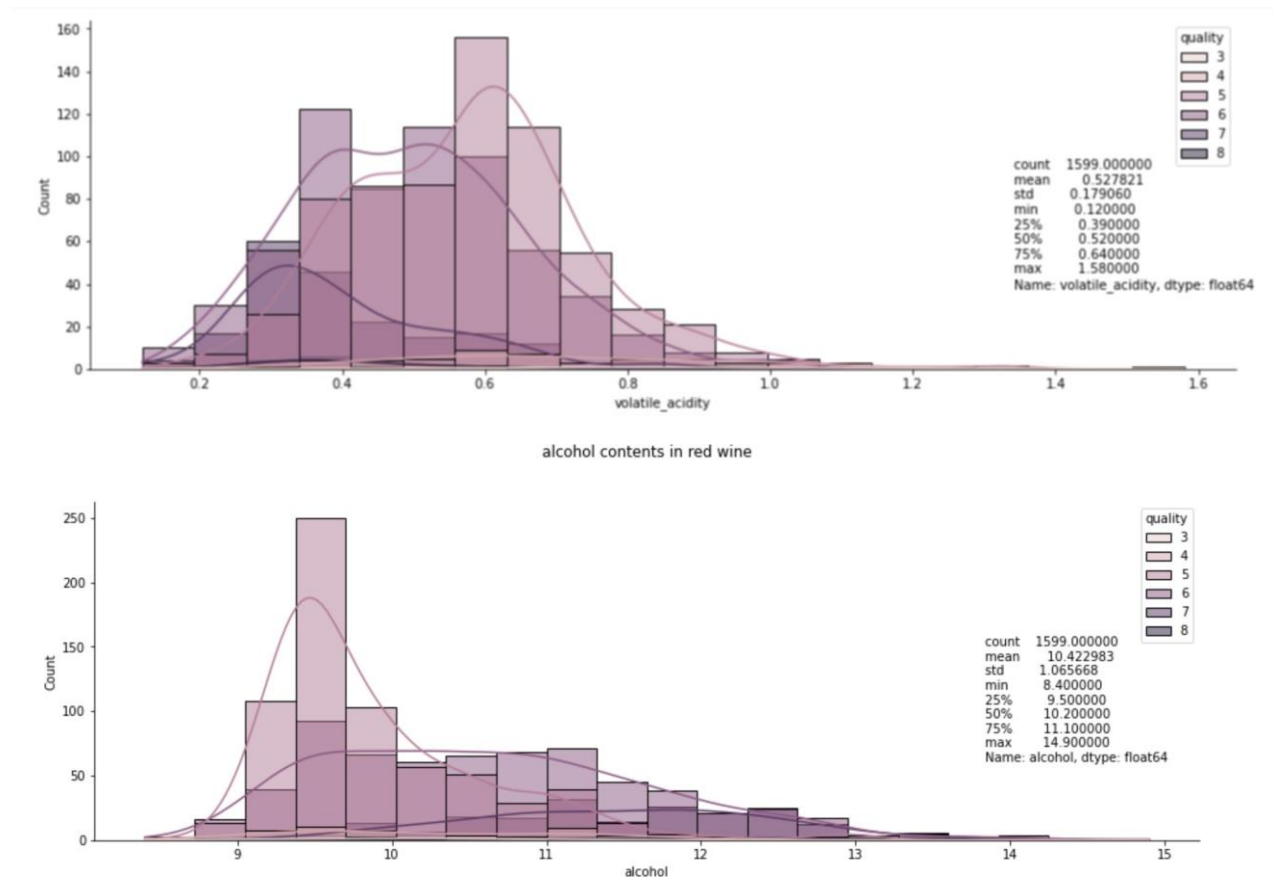 160
140
120
100
80
60
40
20
0
Count
0.2 0.4 0.6 0.8 1.0 1.2 1.4 1.6
volatile_acidity
quality
3
4
5
6
7
8
count 1599.000000
mean 0.527821
std 0.179060
min 0.120000
25% 0.390000
50% 0.520000
75% 0.640000
max 1.580000
Name: volatile_acidity, dtype: float64
alcohol contents in red wine
250
200
150
100
50
0
Count
9 10 11 12 13 14 15
alcohol
quality
3
4
5
6
7
8
count 1599.000000
mean 10.422983
std 1.065668
min 8.400000
25% 9.500000
50% 10.200000
75% 11.100000
max 14.900000
Name: alcohol, dtype: float64